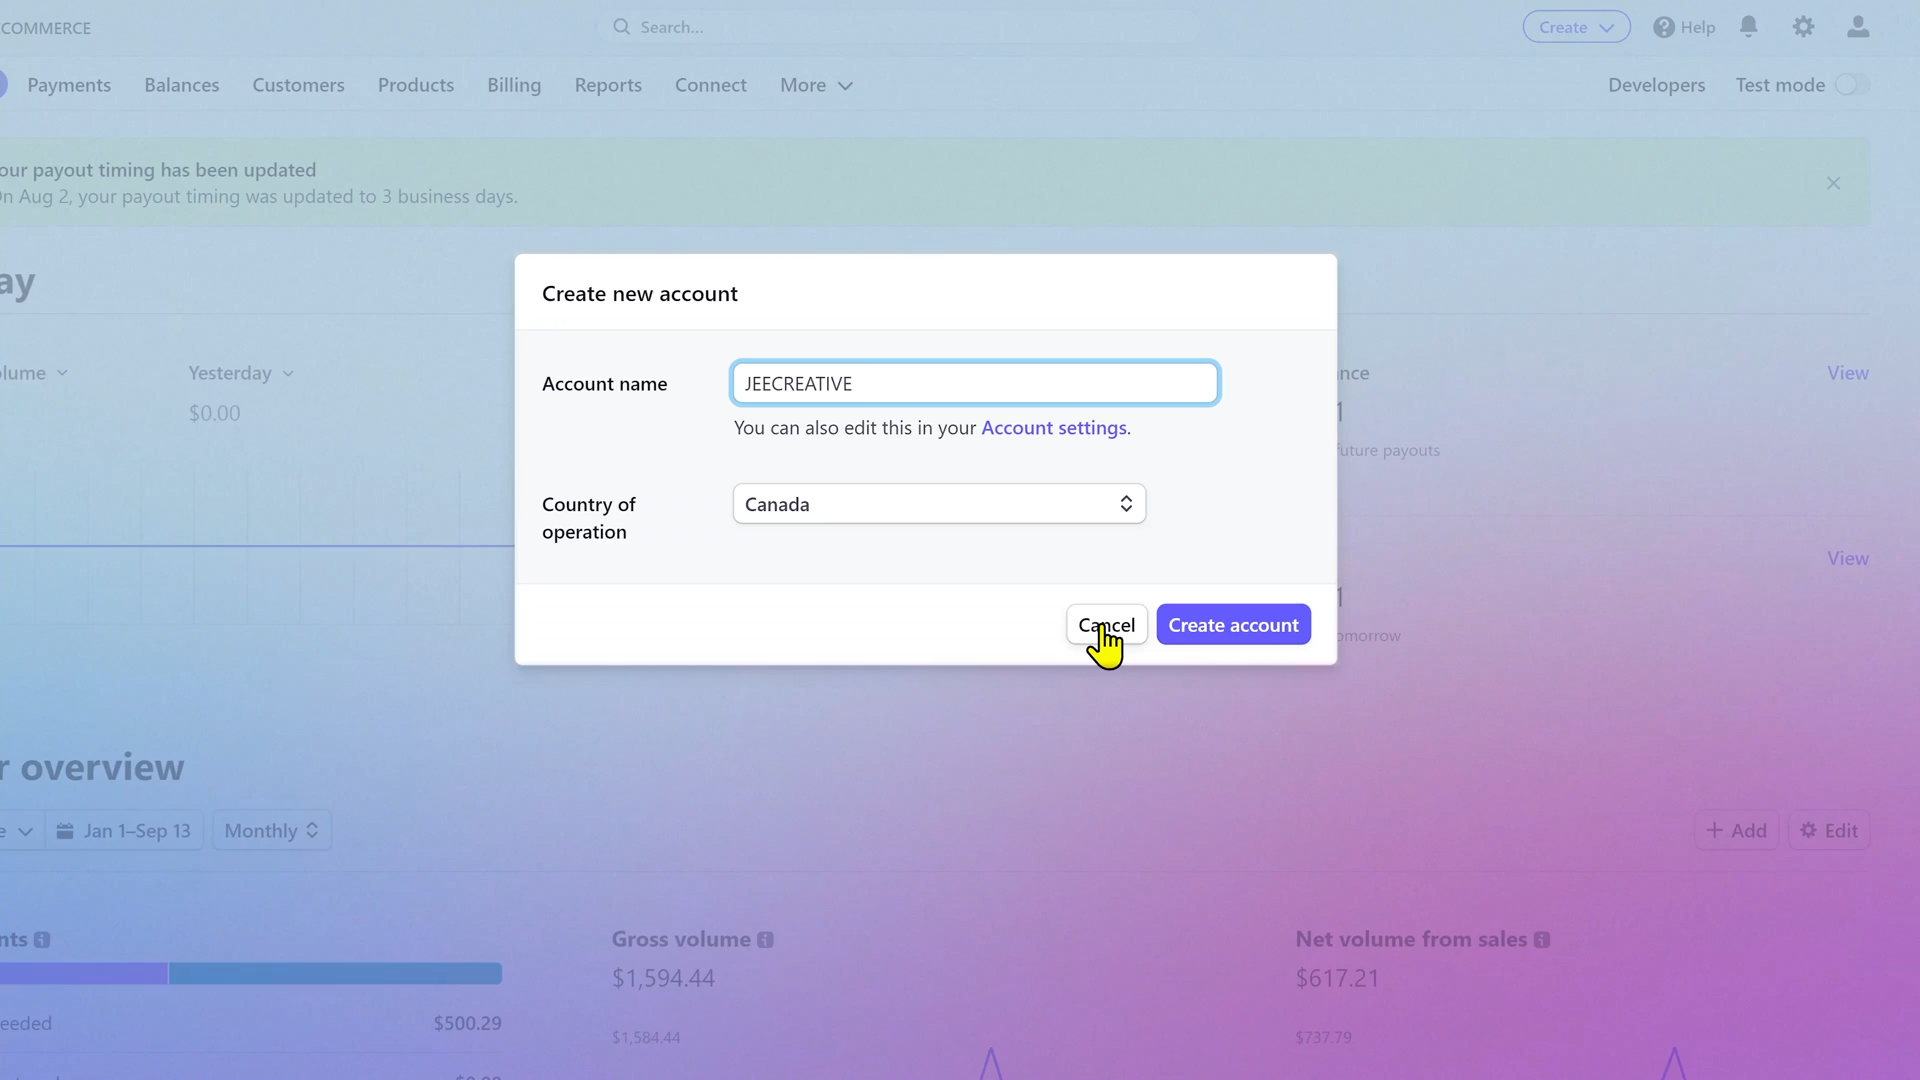 COMMERCE
Search...
Create
Help
Payments
Balances
Customers
Products
Billing
Reports
Connect
More
Developers
Test mode
our payout timing has been updated
On Aug 2, your payout timing was updated to 3 business days.
ay
Create new account
lume
Yesterday
$0.00
Account name
JEECREATIVE
You can also edit this in your Account settings.
nce
View
1
future payouts
Country of
operation
Canada
View
1
omorrow
Cancel
Create account
r overview
e
Jan 1–Sep 13
Monthly
+ Add
Edit
nts
Gross volume
Net volume from sales
$1,594.44
$617.21
eeded
$500.29
$1,584.44
$737.79